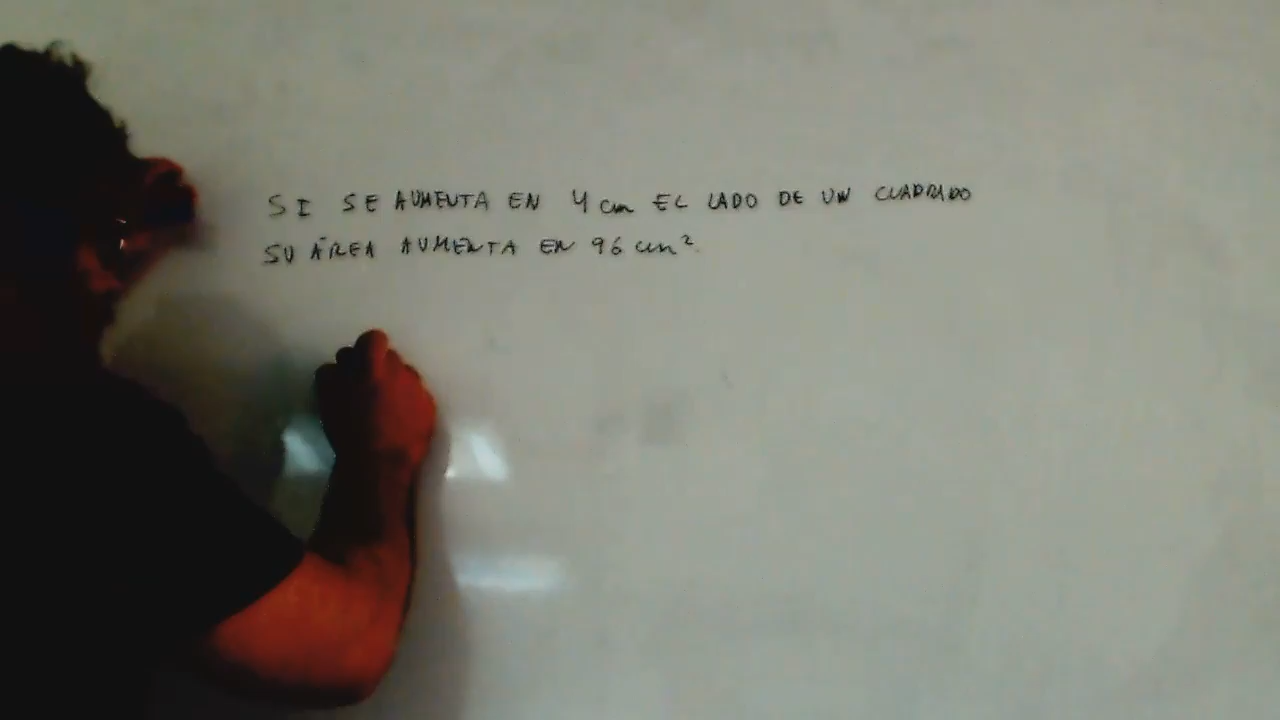 SI SE AUMENTA EN 4 cm EL LADO DE UN CUADRADO
SU ÁREA AUMENTA EN 96 cm².